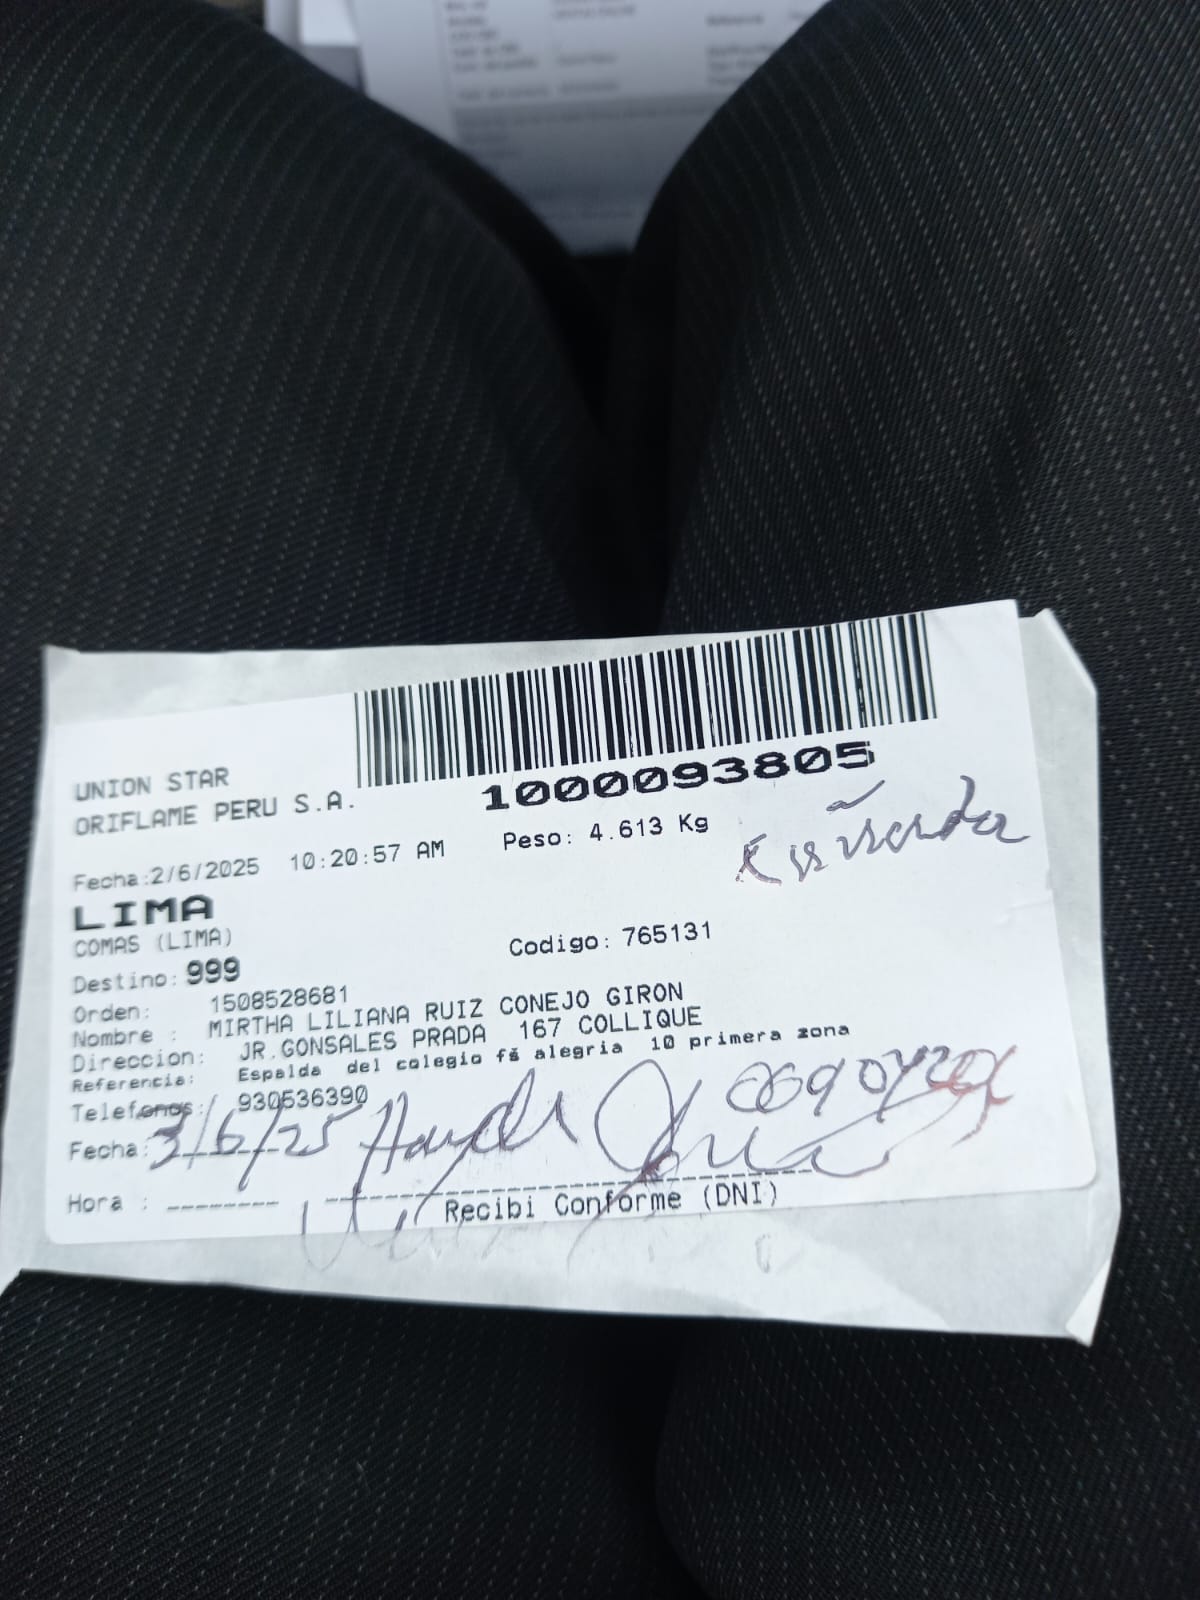 UNION STAR
ORIFLAME PERU S.A.
1000093805
Fecha:2/6/2025 10:20:57 AM
Peso: 4.613 Kg
LIMA
COMAS (LIMA)
Codigo: 765131
Destino: 999
Orden: 1508528681
Nombre : MIRTHA LILIANA RUIZ CONEJO GIRON
Direccion: JR.GONSALES PRADA 167 COLLIQUE
Referencia: Espalda del colegio fš alegria 10 primera zona
Telefonos: 930536390
Fecha: 3/6/25
Hora :
Recibi Conforme (DNI)